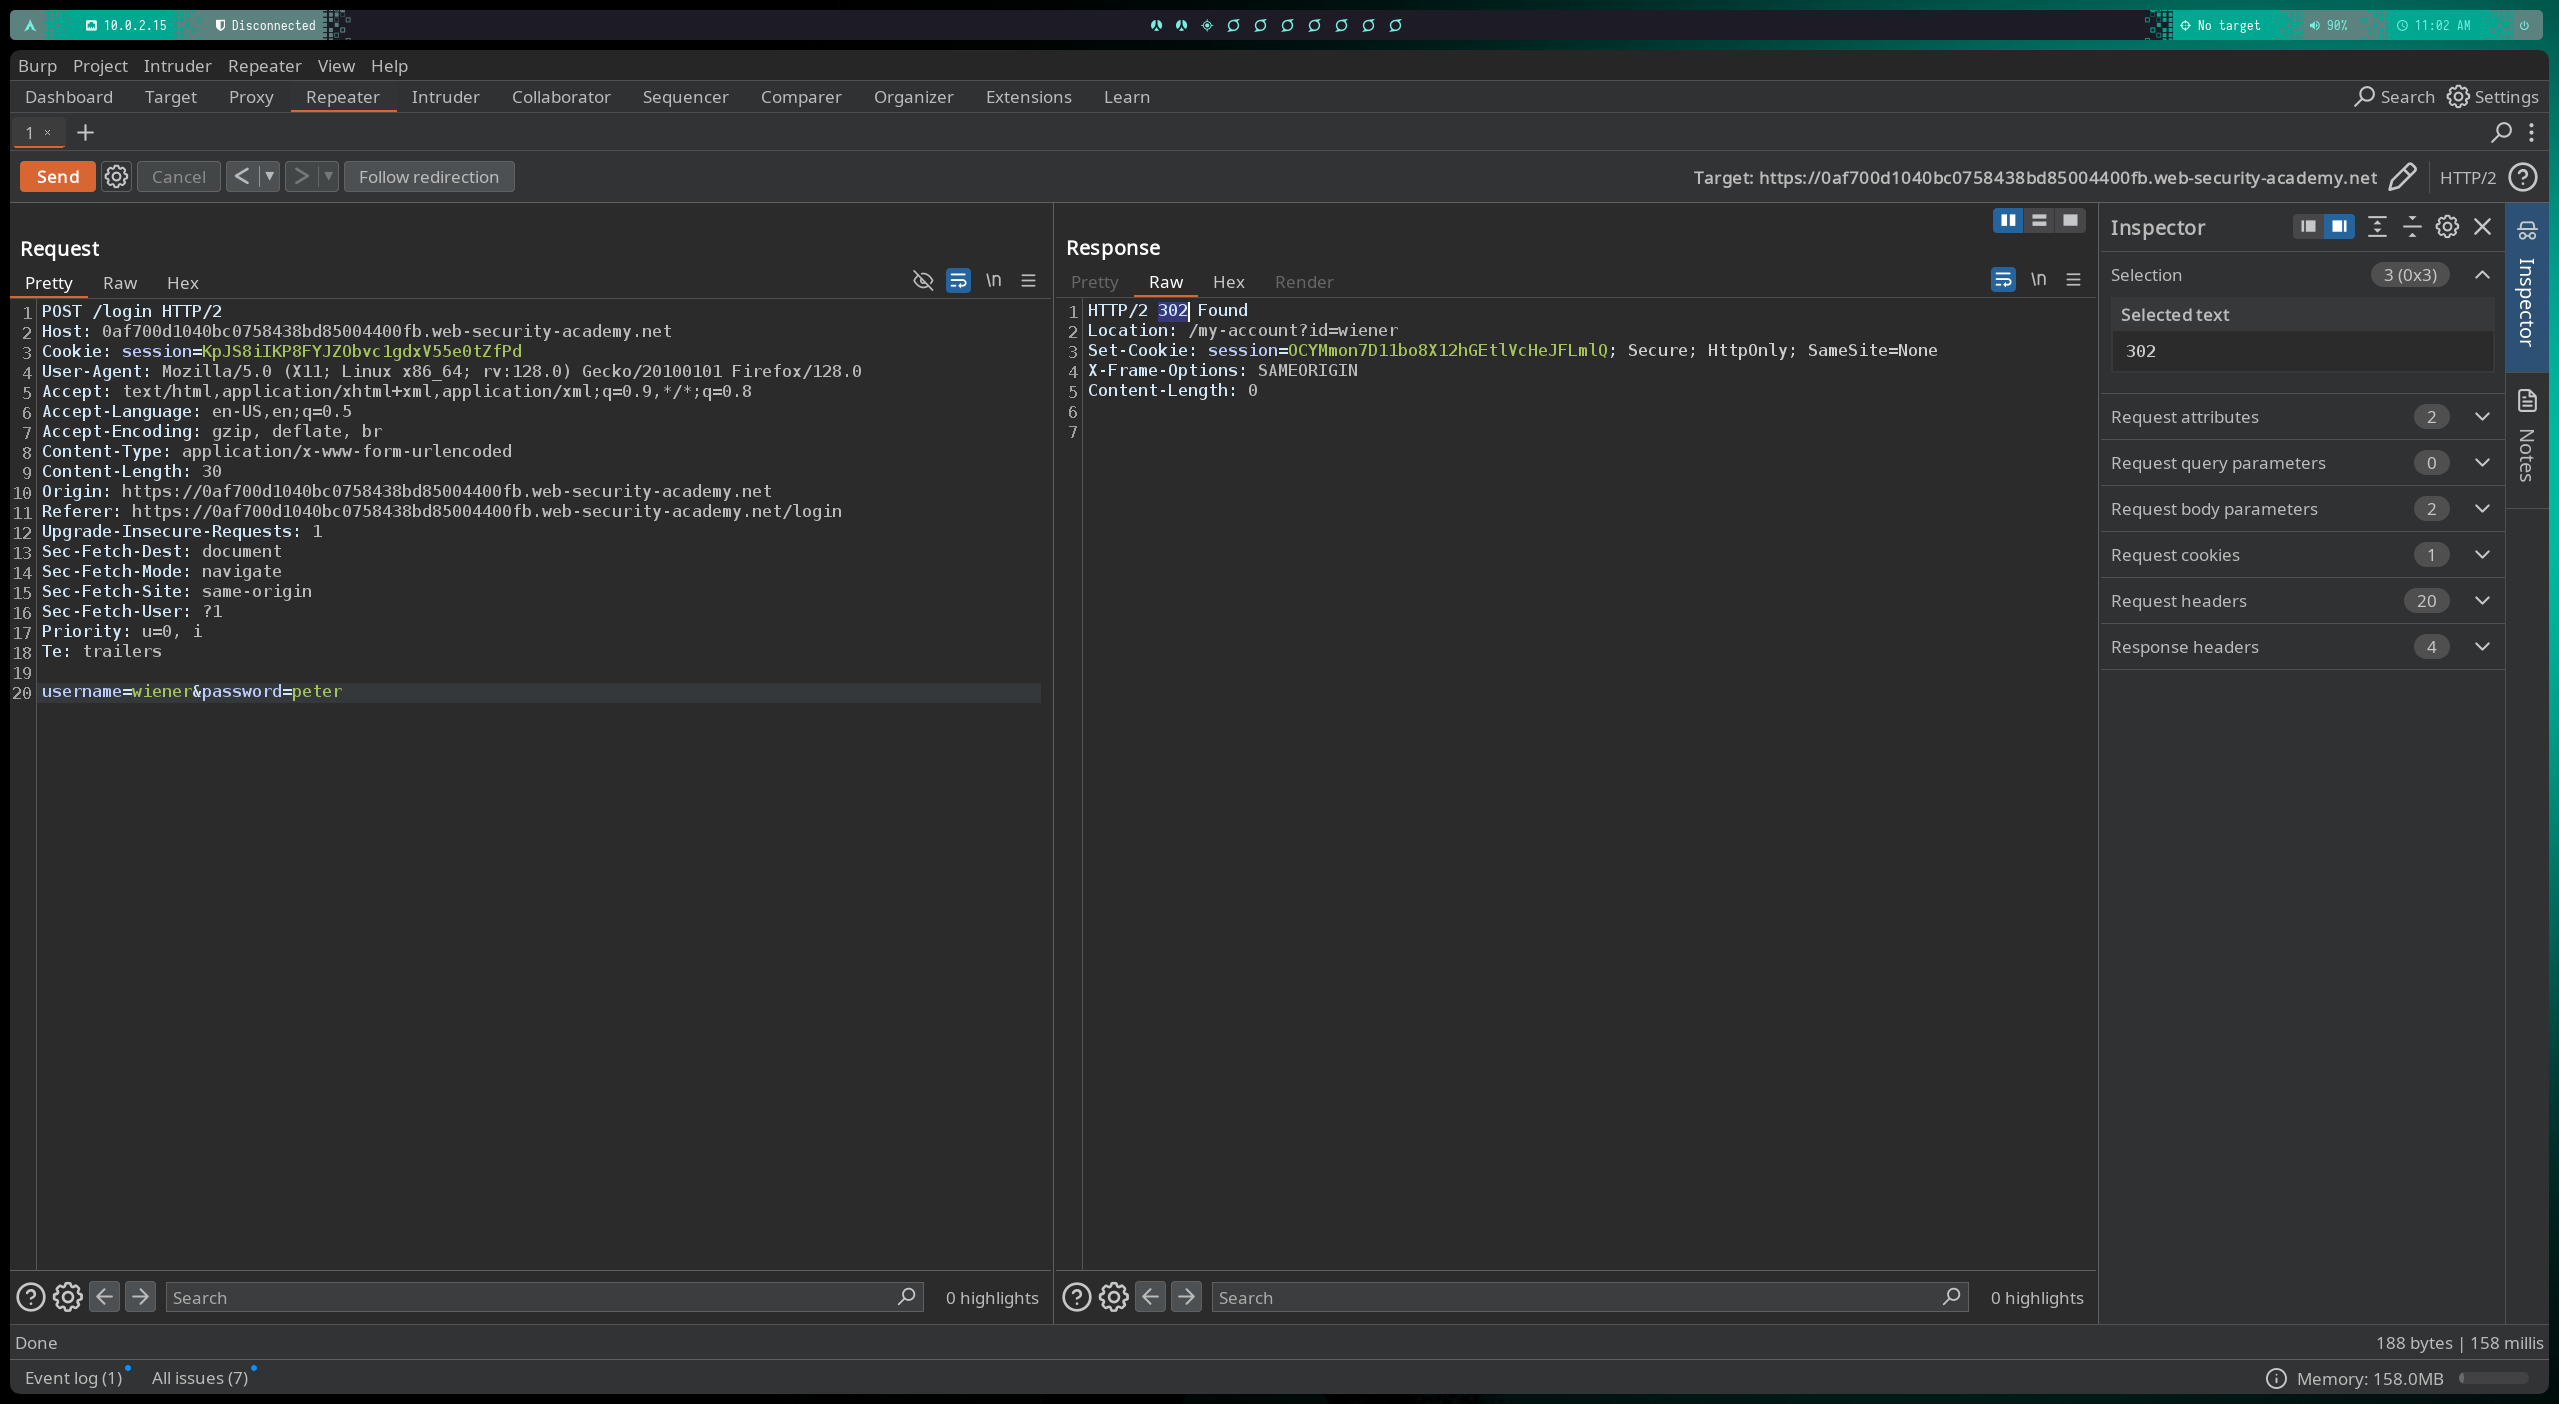 10.0.2.15 Disconnected No target 90% 11:02 AM
Burp Project Intruder Repeater View Help
Dashboard Target Proxy Repeater Intruder Collaborator Sequencer Comparer Organizer Extensions Learn Search Settings
1 × +
Send Cancel < > Follow redirection Target: https://0af700d1040bc0758438bd85004400fb.web-security-academy.net HTTP/2
Request
Pretty Raw Hex \n
1 POST /login HTTP/2
2 Host: 0af700d1040bc0758438bd85004400fb.web-security-academy.net
3 Cookie: session=KpJS8iIKP8FYJZObvc1gdxV55e0tZfPd
4 User-Agent: Mozilla/5.0 (X11; Linux x86_64; rv:128.0) Gecko/20100101 Firefox/128.0
5 Accept: text/html,application/xhtml+xml,application/xml;q=0.9,*/*;q=0.8
6 Accept-Language: en-US,en;q=0.5
7 Accept-Encoding: gzip, deflate, br
8 Content-Type: application/x-www-form-urlencoded
9 Content-Length: 30
10 Origin: https://0af700d1040bc0758438bd85004400fb.web-security-academy.net
11 Referer: https://0af700d1040bc0758438bd85004400fb.web-security-academy.net/login
12 Upgrade-Insecure-Requests: 1
13 Sec-Fetch-Dest: document
14 Sec-Fetch-Mode: navigate
15 Sec-Fetch-Site: same-origin
16 Sec-Fetch-User: ?1
17 Priority: u=0, i
18 Te: trailers
19
20 username=wiener&password=peter
Search 0 highlights
Response
Pretty Raw Hex Render \n
1 HTTP/2 302 Found
2 Location: /my-account?id=wiener
3 Set-Cookie: session=OCYMmon7D11bo8X12hGEtlVcHeJFLmlQ; Secure; HttpOnly; SameSite=None
4 X-Frame-Options: SAMEORIGIN
5 Content-Length: 0
6
7
Search 0 highlights
Inspector
Selection 3 (0x3)
Selected text
302
Request attributes 2
Request query parameters 0
Request body parameters 2
Request cookies 1
Request headers 20
Response headers 4
Inspector
Notes
Done 188 bytes | 158 millis
Event log (1) All issues (7) Memory: 158.0MB